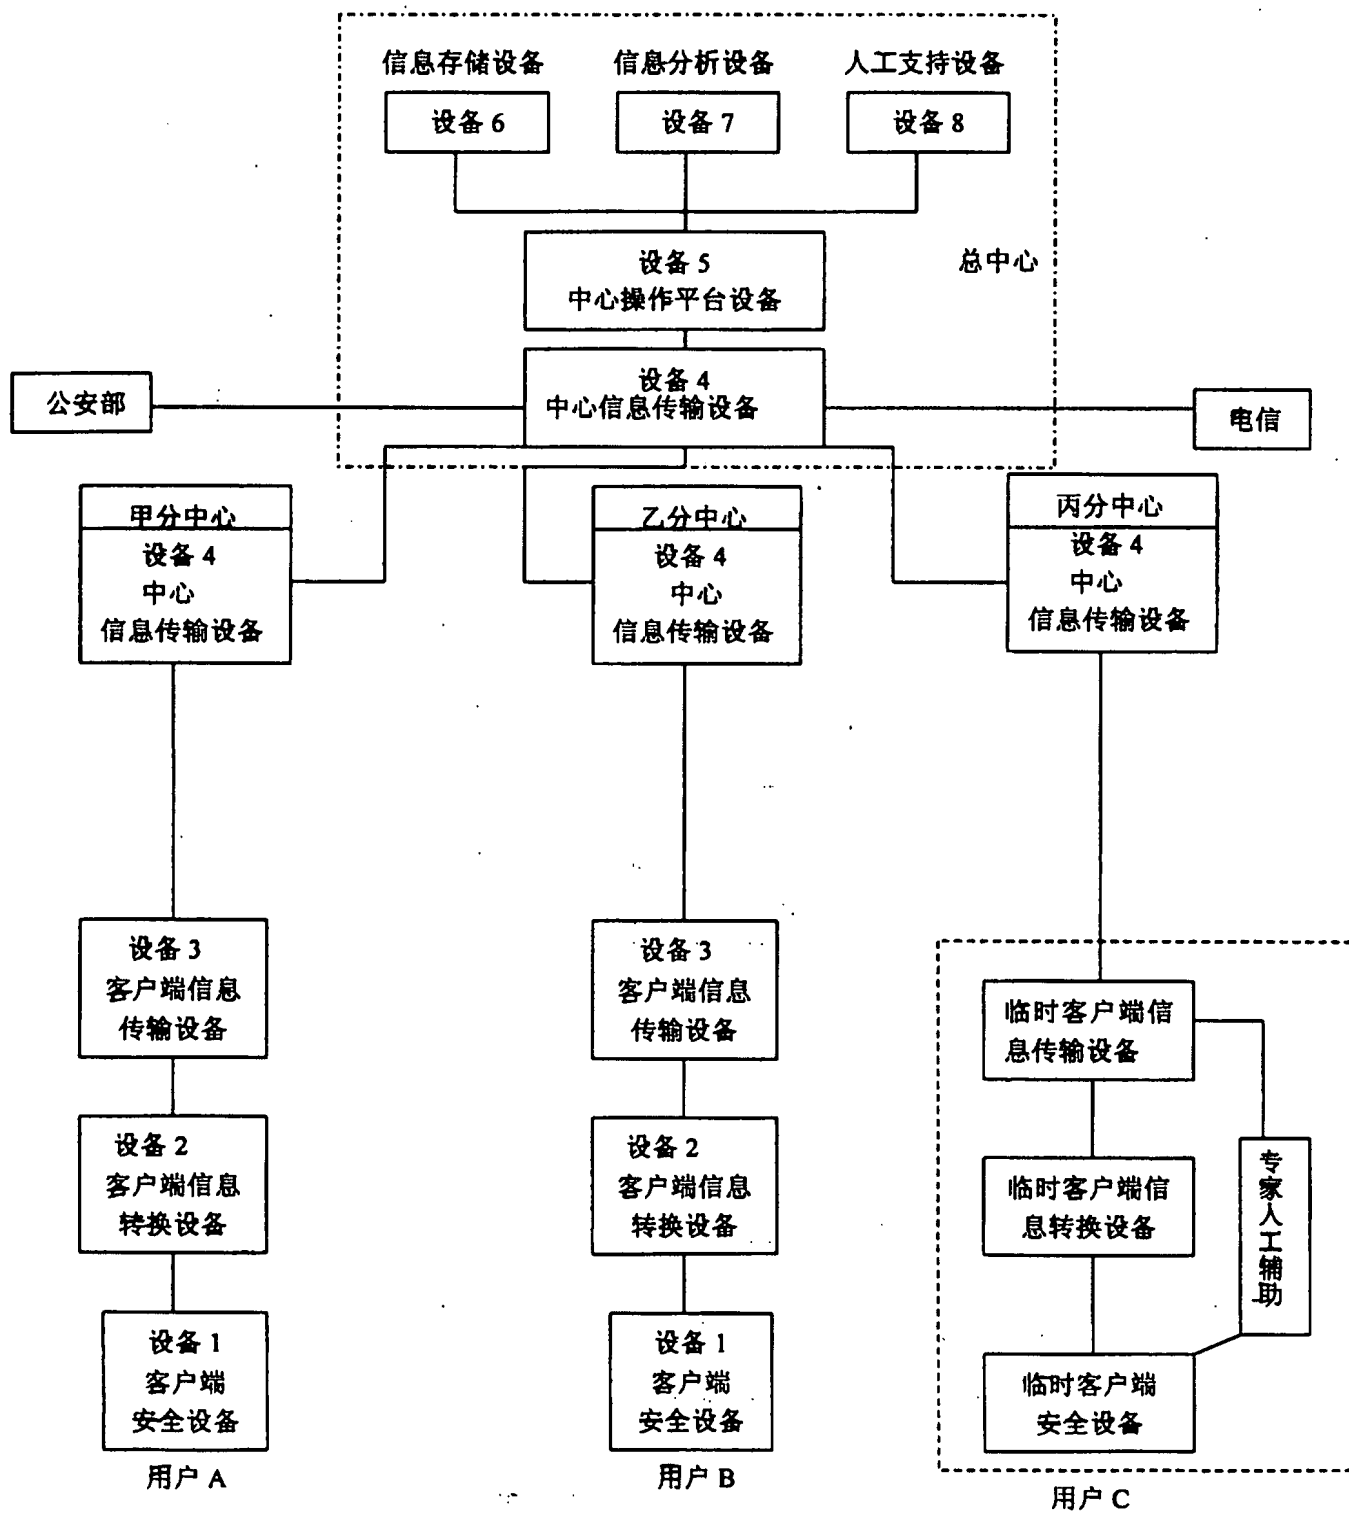 信息存储设备
信息分析设备
人工支持设备
设备 6
设备 7
设备 8
总中心
设备 5
中心操作平台设备
设备 4
中心信息传输设备
公安部
电信
甲分中心
设备 4
中心
信息传输设备
乙分中心
设备 4
中心
信息传输设备
丙分中心
设备 4
中心
信息传输设备
设备 3
客户端信息
传输设备
设备 3
客户端信息
传输设备
临时客户端信
息传输设备
设备 2
客户端信息
转换设备
设备 2
客户端信息
转换设备
临时客户端信
息转换设备
专家人工辅助
设备 1
客户端
安全设备
设备 1
客户端
安全设备
临时客户端
安全设备
用户 A
用户 B
用户 C